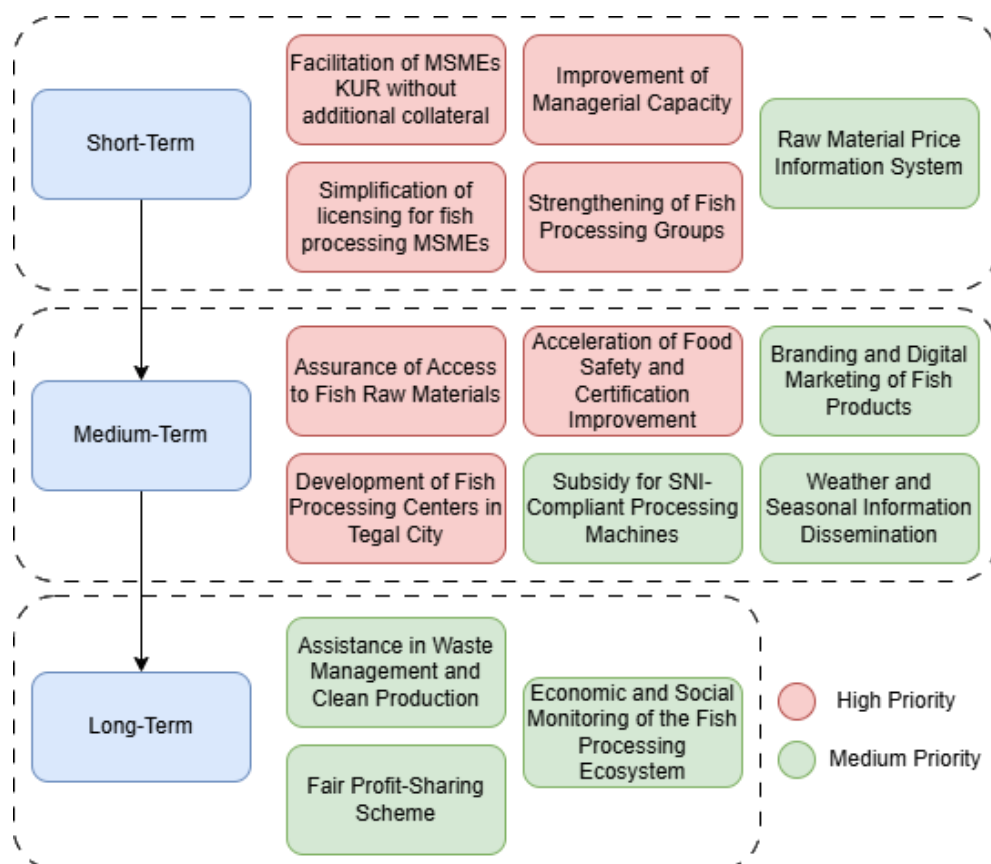 Short-Term
Facilitation of MSMEs
KUR without
additional collateral
Improvement of
Managerial Capacity
Simplification of
licensing for fish
processing MSMEs
Strengthening of Fish
Processing Groups
Raw Material Price
Information System
Medium-Term
Assurance of Access
to Fish Raw Materials
Acceleration of Food
Safety and
Certification
Improvement
Branding and Digital
Marketing of Fish
Products
Development of Fish
Processing Centers in
Tegal City
Subsidy for SNI-
Compliant Processing
Machines
Weather and
Seasonal Information
Dissemination
Long-Term
Assistance in Waste
Management and
Clean Production
Economic and Social
Monitoring of the Fish
Processing
Ecosystem
Fair Profit-Sharing
Scheme
High Priority
Medium Priority